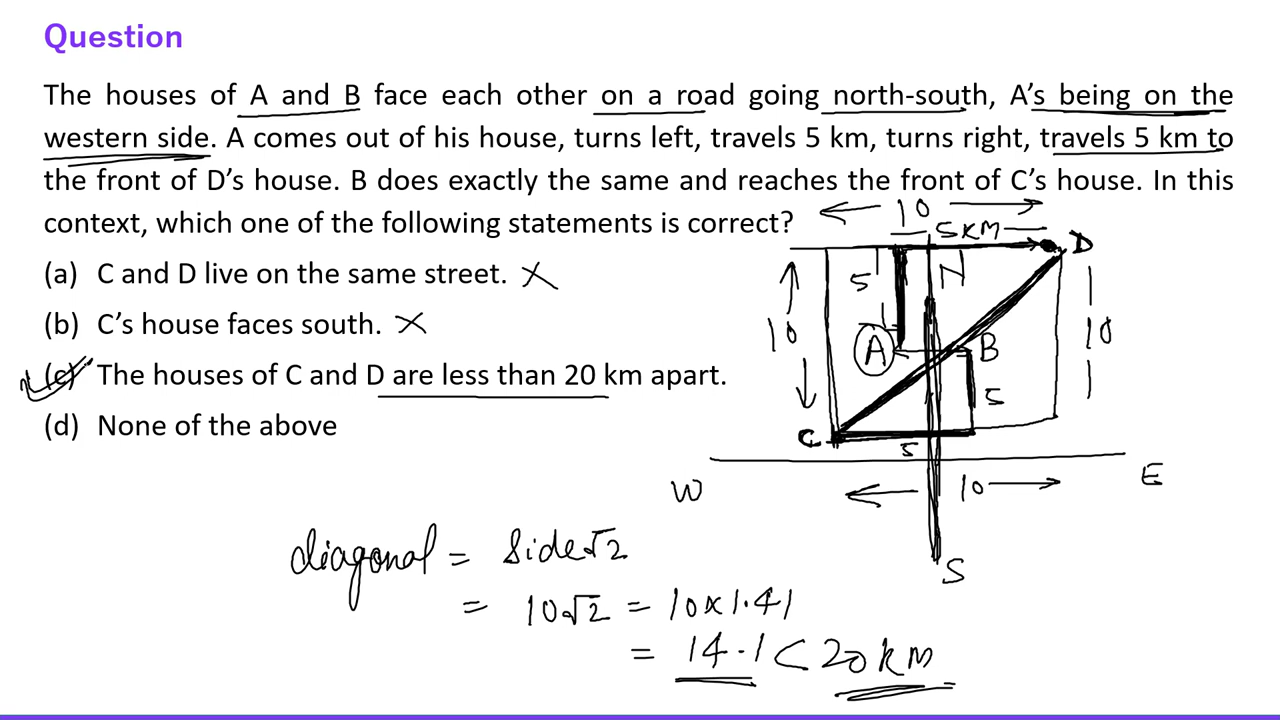 Question
The houses of A and B face each other on a road going north-south, A's being on the
western side. A comes out of his house, turns left, travels 5 km, turns right, travels 5 km to
the front of D's house. B does exactly the same and reaches the front of C's house. In this
context, which one of the following statements is correct?
(a) C and D live on the same street.
(b) C's house faces south.
(c) The houses of C and D are less than 20 km apart.
(d) None of the above
10
5KM
D
5
N
10
A
B
10
5
C
5
W
10
E
S
diagonal = side√2
= 10√2 = 10×1.41
= 14.1 < 20 km